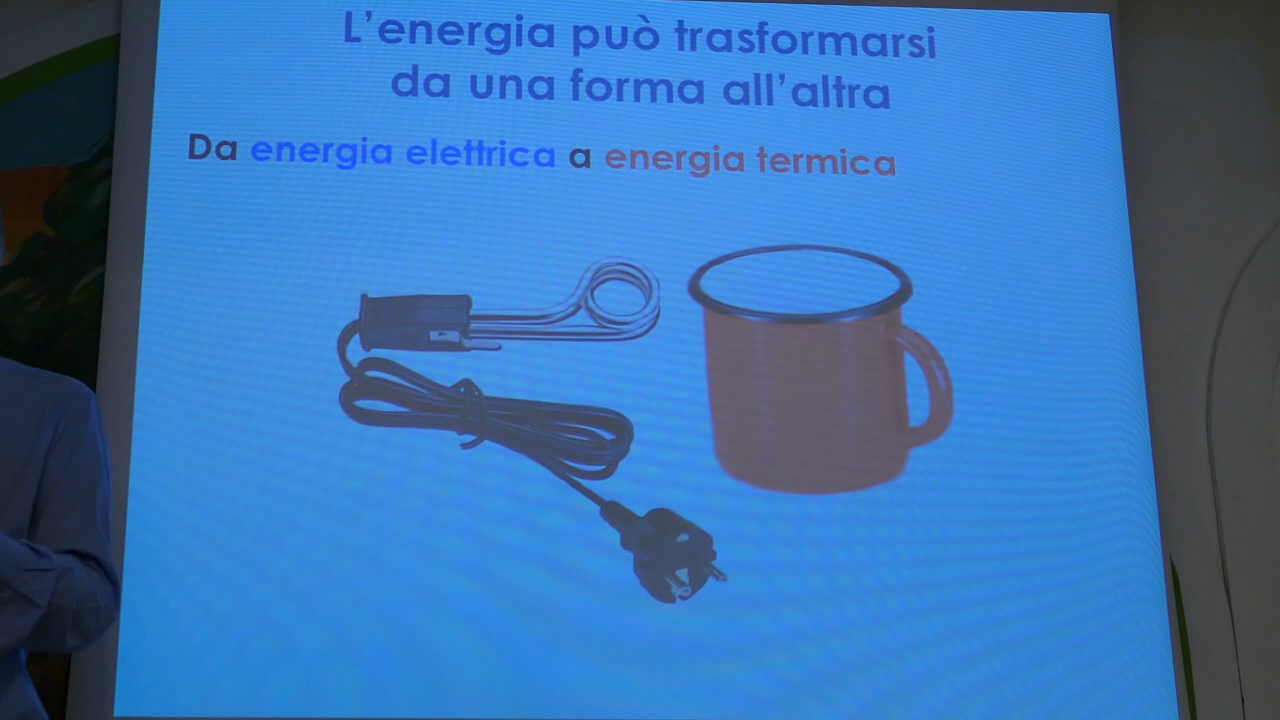 L’energia può trasformarsi
da una forma all’altra
Da energia elettrica a energia termica